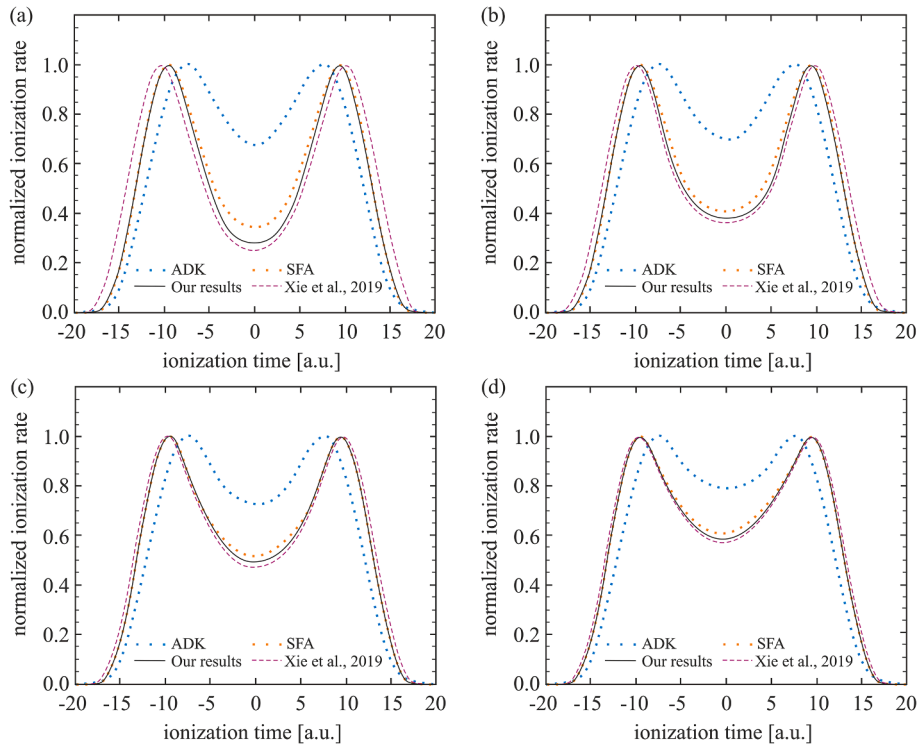 (a)
normalized ionization rate
1.0
0.8
0.6
0.4
0.2
0.0
ADK
SFA
Our results
Xie et al., 2019
-20 -15 -10 -5 0 5 10 15 20
ionization time [a.u.]
(b)
normalized ionization rate
1.0
0.8
0.6
0.4
0.2
0.0
ADK
SFA
Our results
Xie et al., 2019
-20 -15 -10 -5 0 5 10 15 20
ionization time [a.u.]
(c)
normalized ionization rate
1.0
0.8
0.6
0.4
0.2
0.0
ADK
SFA
Our results
Xie et al., 2019
-20 -15 -10 -5 0 5 10 15 20
ionization time [a.u.]
(d)
normalized ionization rate
1.0
0.8
0.6
0.4
0.2
0.0
ADK
SFA
Our results
Xie et al., 2019
-20 -15 -10 -5 0 5 10 15 20
ionization time [a.u.]